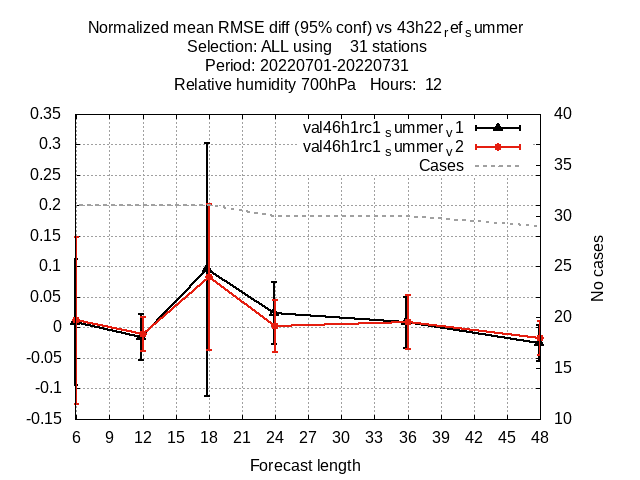 Normalized mean RMSE diff (95% conf) vs 43h22ref summer
Selection: ALL using 31 stations
Period: 20220701-20220731
Relative humidity 700hPa Hours: 12
0.35
0.3
0.25
0.2
0.15
0.1
0.05
0
-0.05
-0.1
-0.15
val46h1rc1 summer v1
val46h1rc1 summer v2
Cases
40
35
30
25
20
15
10
No cases
6 9 12 15 18 21 24 27 30 33 36 39 42 45 48
Forecast length